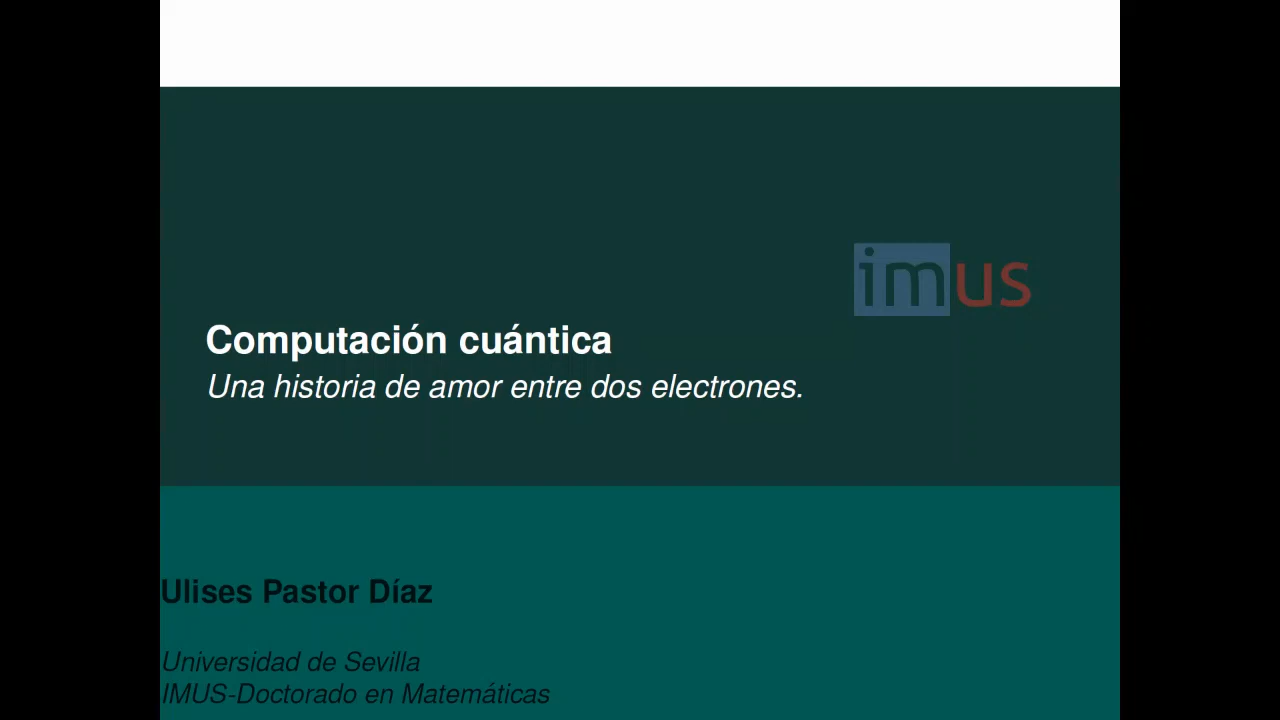 imus
Computación cuántica
Una historia de amor entre dos electrones.
Ulises Pastor Díaz
Universidad de Sevilla
IMUS-Doctorado en Matemáticas